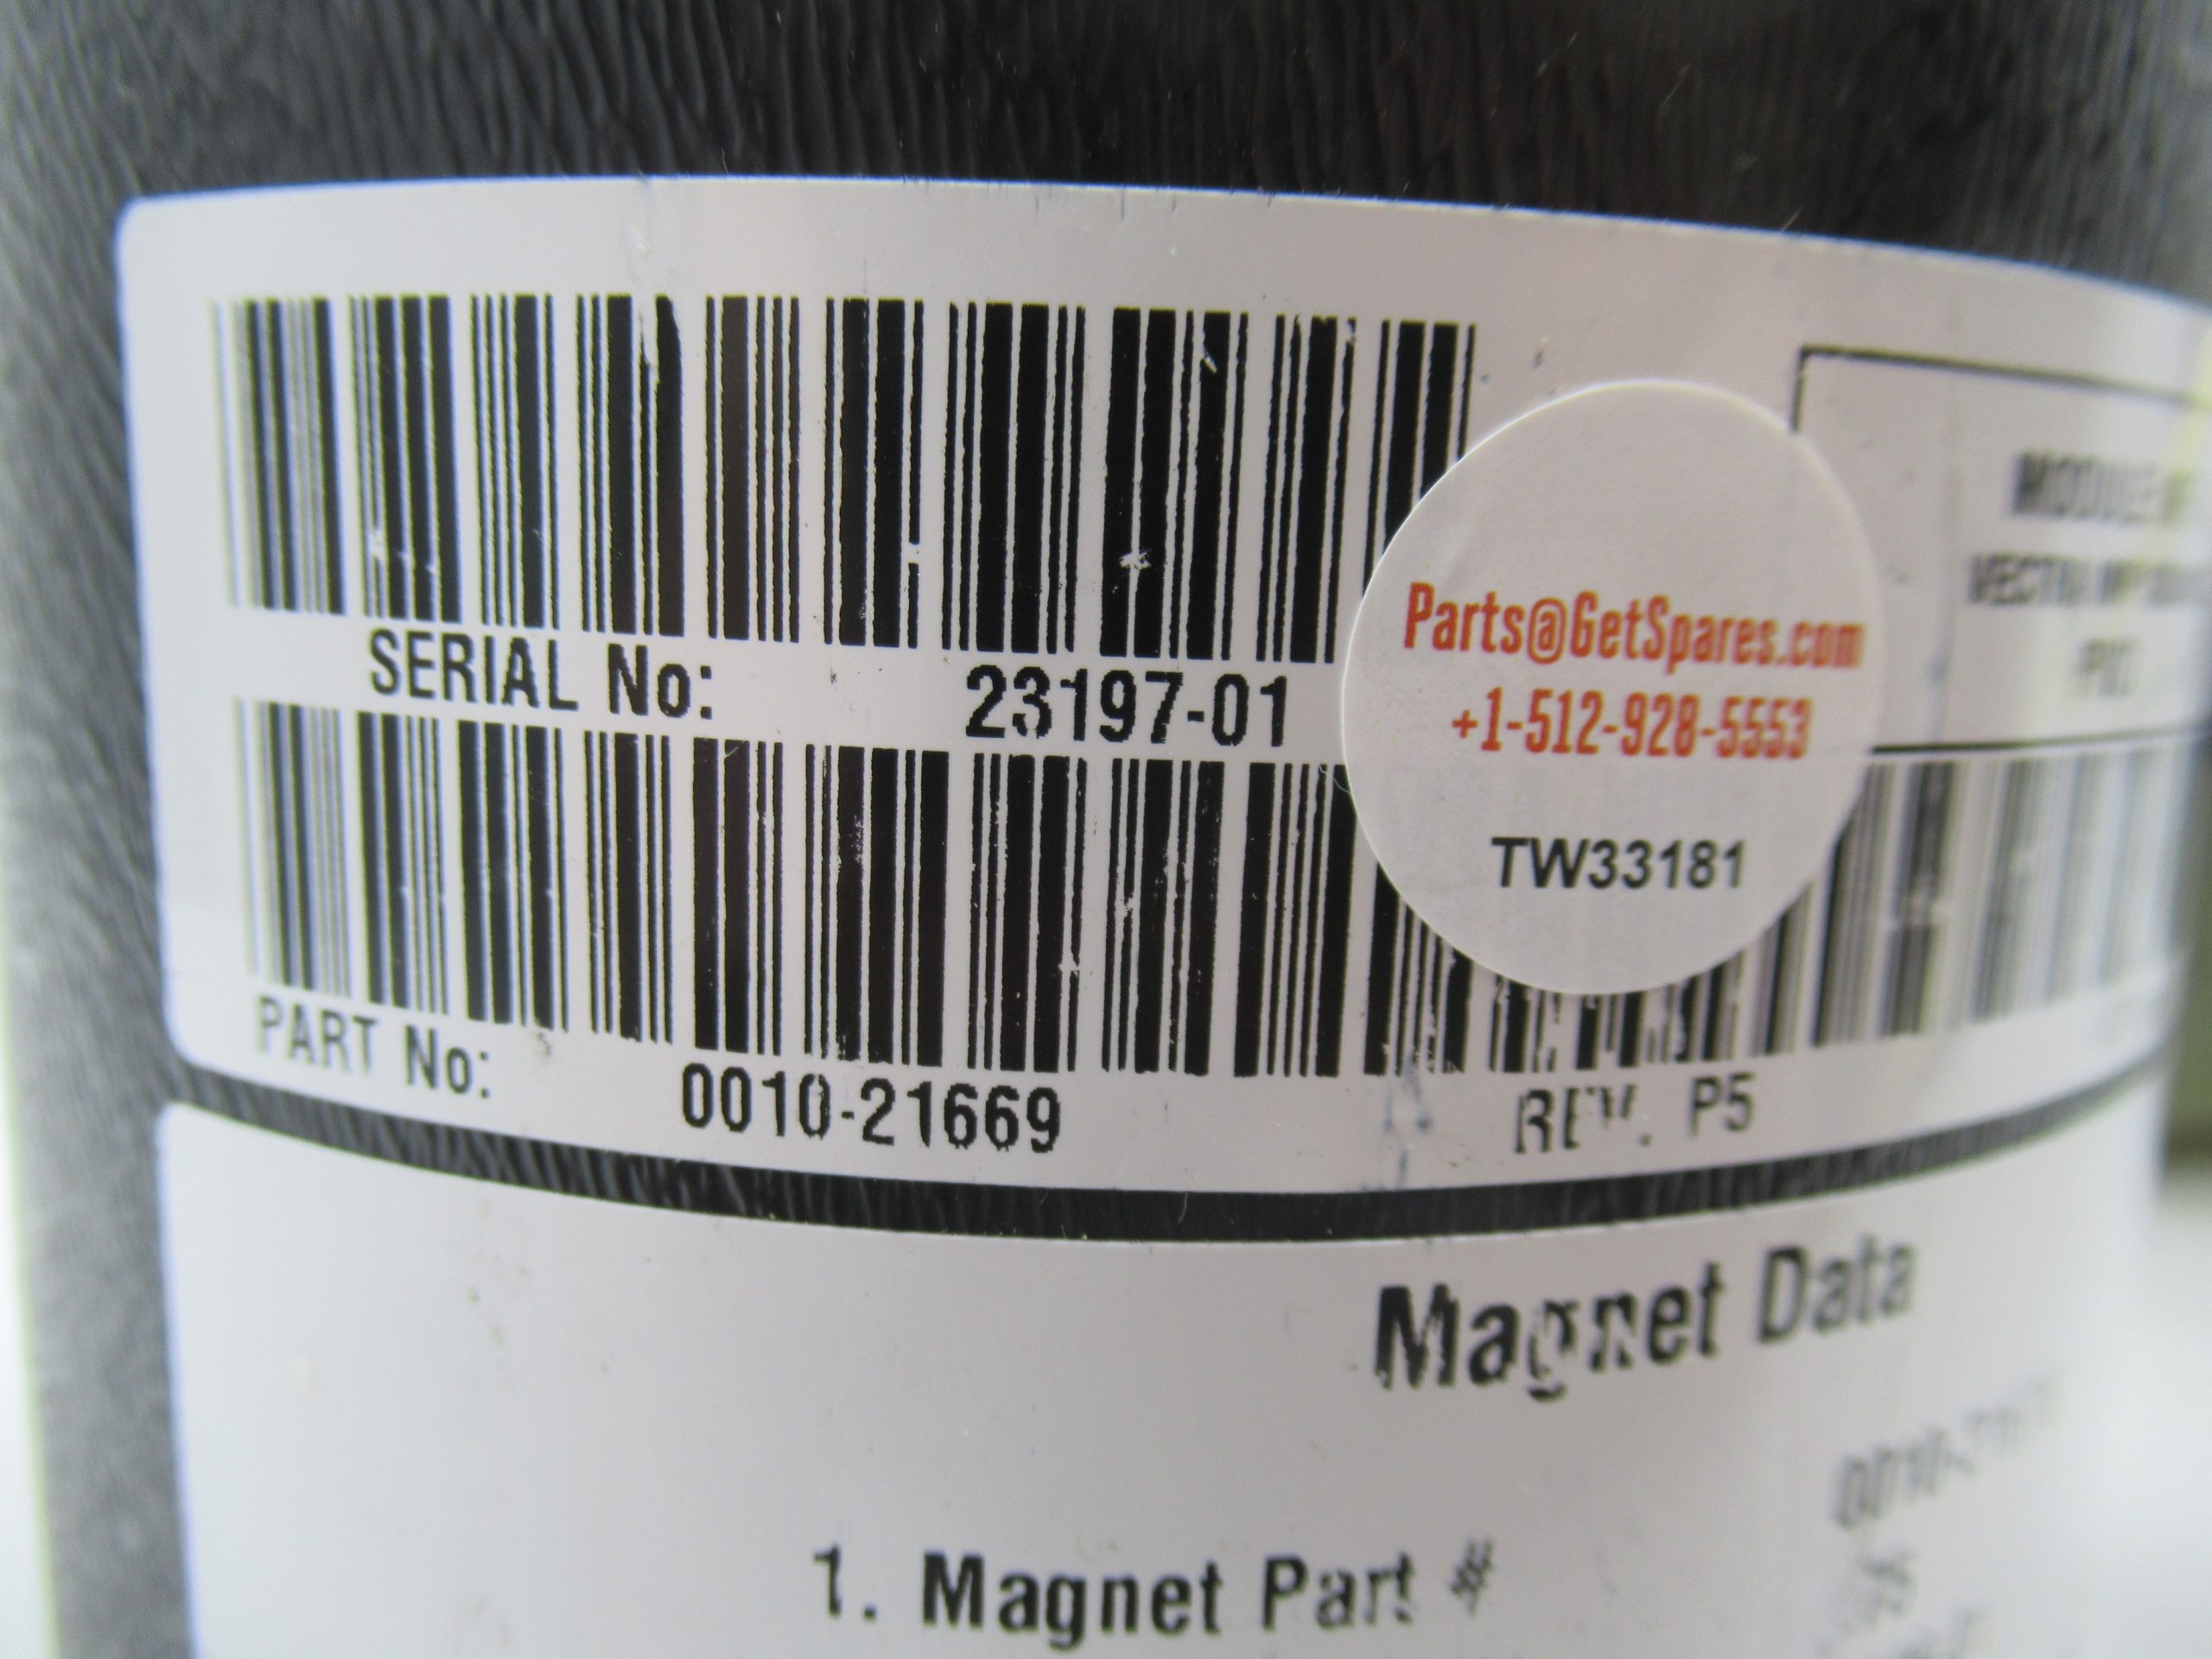 SERIAL No: 23197-01
Parts@GetSpares.com
+1-512-928-5553
TW33181
PART No: 0010-21669 REV. P5
Magnet Data
1. Magnet Part #